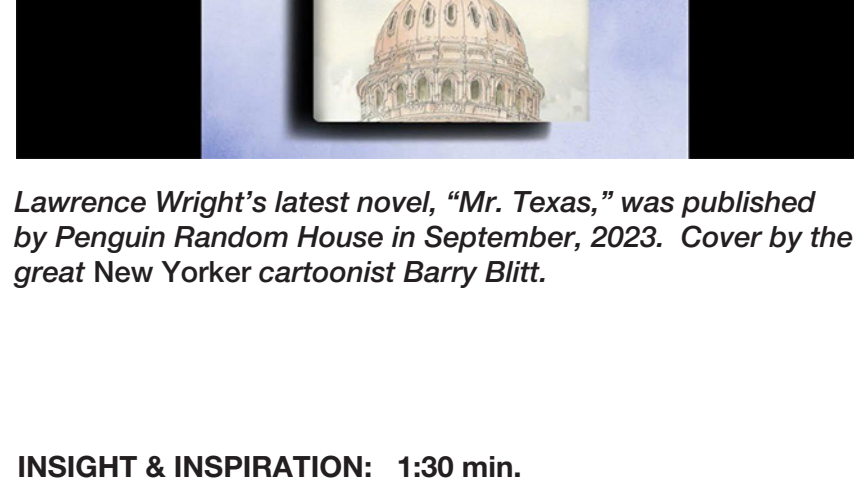 Lawrence Wright’s latest novel, “Mr. Texas,” was published
by Penguin Random House in September, 2023.  Cover by the
great New Yorker cartoonist Barry Blitt.
INSIGHT & INSPIRATION:   1:30 min.